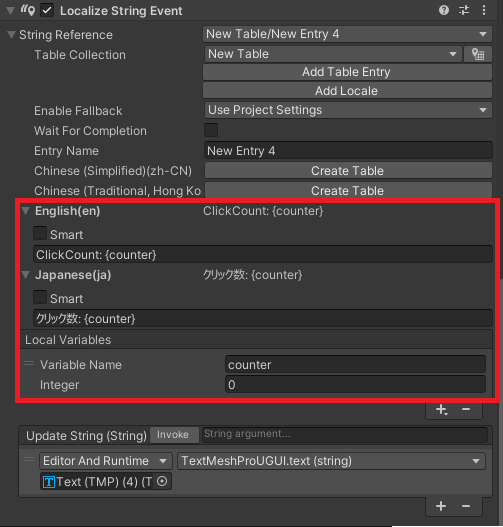 Localize String Event
String Reference New Table/New Entry 4
Table Collection New Table
Add Table Entry
Add Locale
Enable Fallback Use Project Settings
Wait For Completion
Entry Name New Entry 4
Chinese (Simplified)(zh-CN) Create Table
Chinese (Traditional, Hong Ko Create Table
English(en) ClickCount: {counter}
Smart
ClickCount: {counter}
Japanese(ja) クリック数: {counter}
Smart
クリック数: {counter}
Local Variables
Variable Name counter
Integer 0
Update String (String) Invoke String argument...
Editor And Runtime TextMeshProUGUI.text (string)
Text (TMP) (4) (T